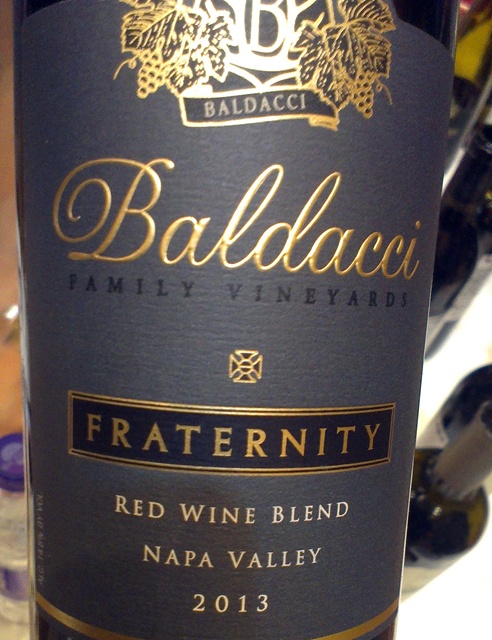 B
BALDACCI
Baldacci
FAMILY VINEYARDS
FRATERNITY
RED WINE BLEND
NAPA VALLEY
2013